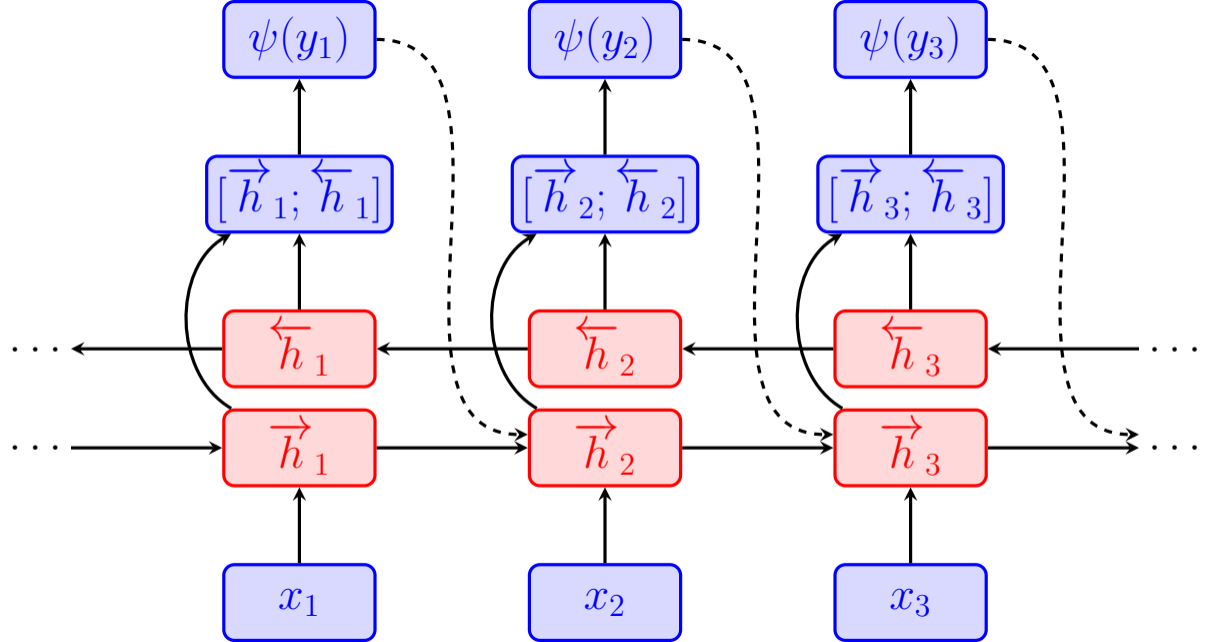 ψ(y₁) ψ(y₂) ψ(y₃)
[→h ₁; ←h ₁] [→h ₂; ←h ₂] [→h ₃; ←h ₃]
··· ←h ₁ ←h ₂ ←h ₃ ···
··· →h ₁ →h ₂ →h ₃ ···
x₁ x₂ x₃